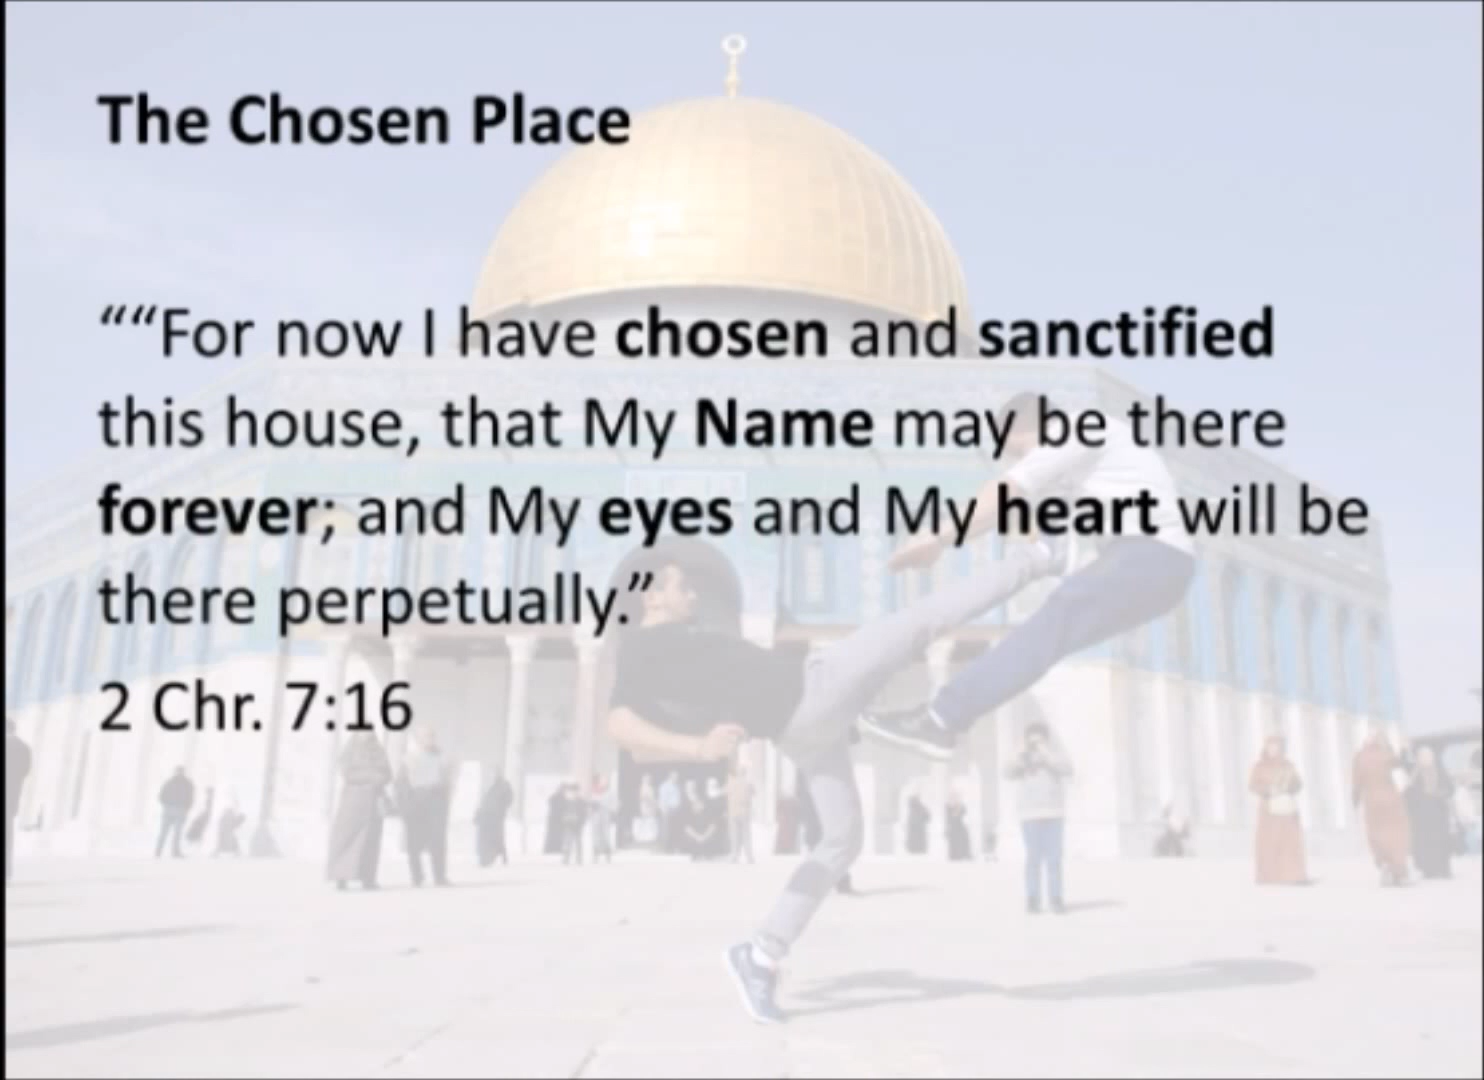 The Chosen Place
““For now I have chosen and sanctified
this house, that My Name may be there
forever; and My eyes and My heart will be
there perpetually.”
2 Chr. 7:16